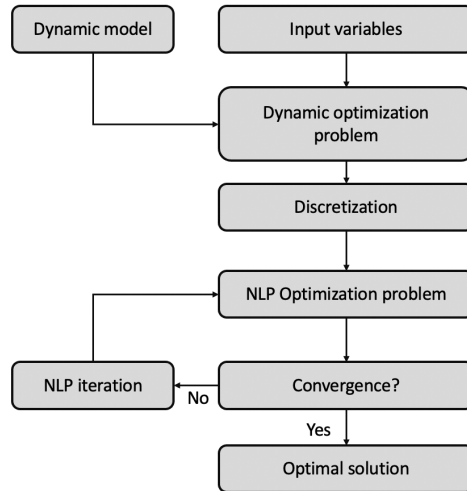 Dynamic model
Input variables
Dynamic optimization
problem
Discretization
NLP Optimization problem
NLP iteration
No
Convergence?
Yes
Optimal solution